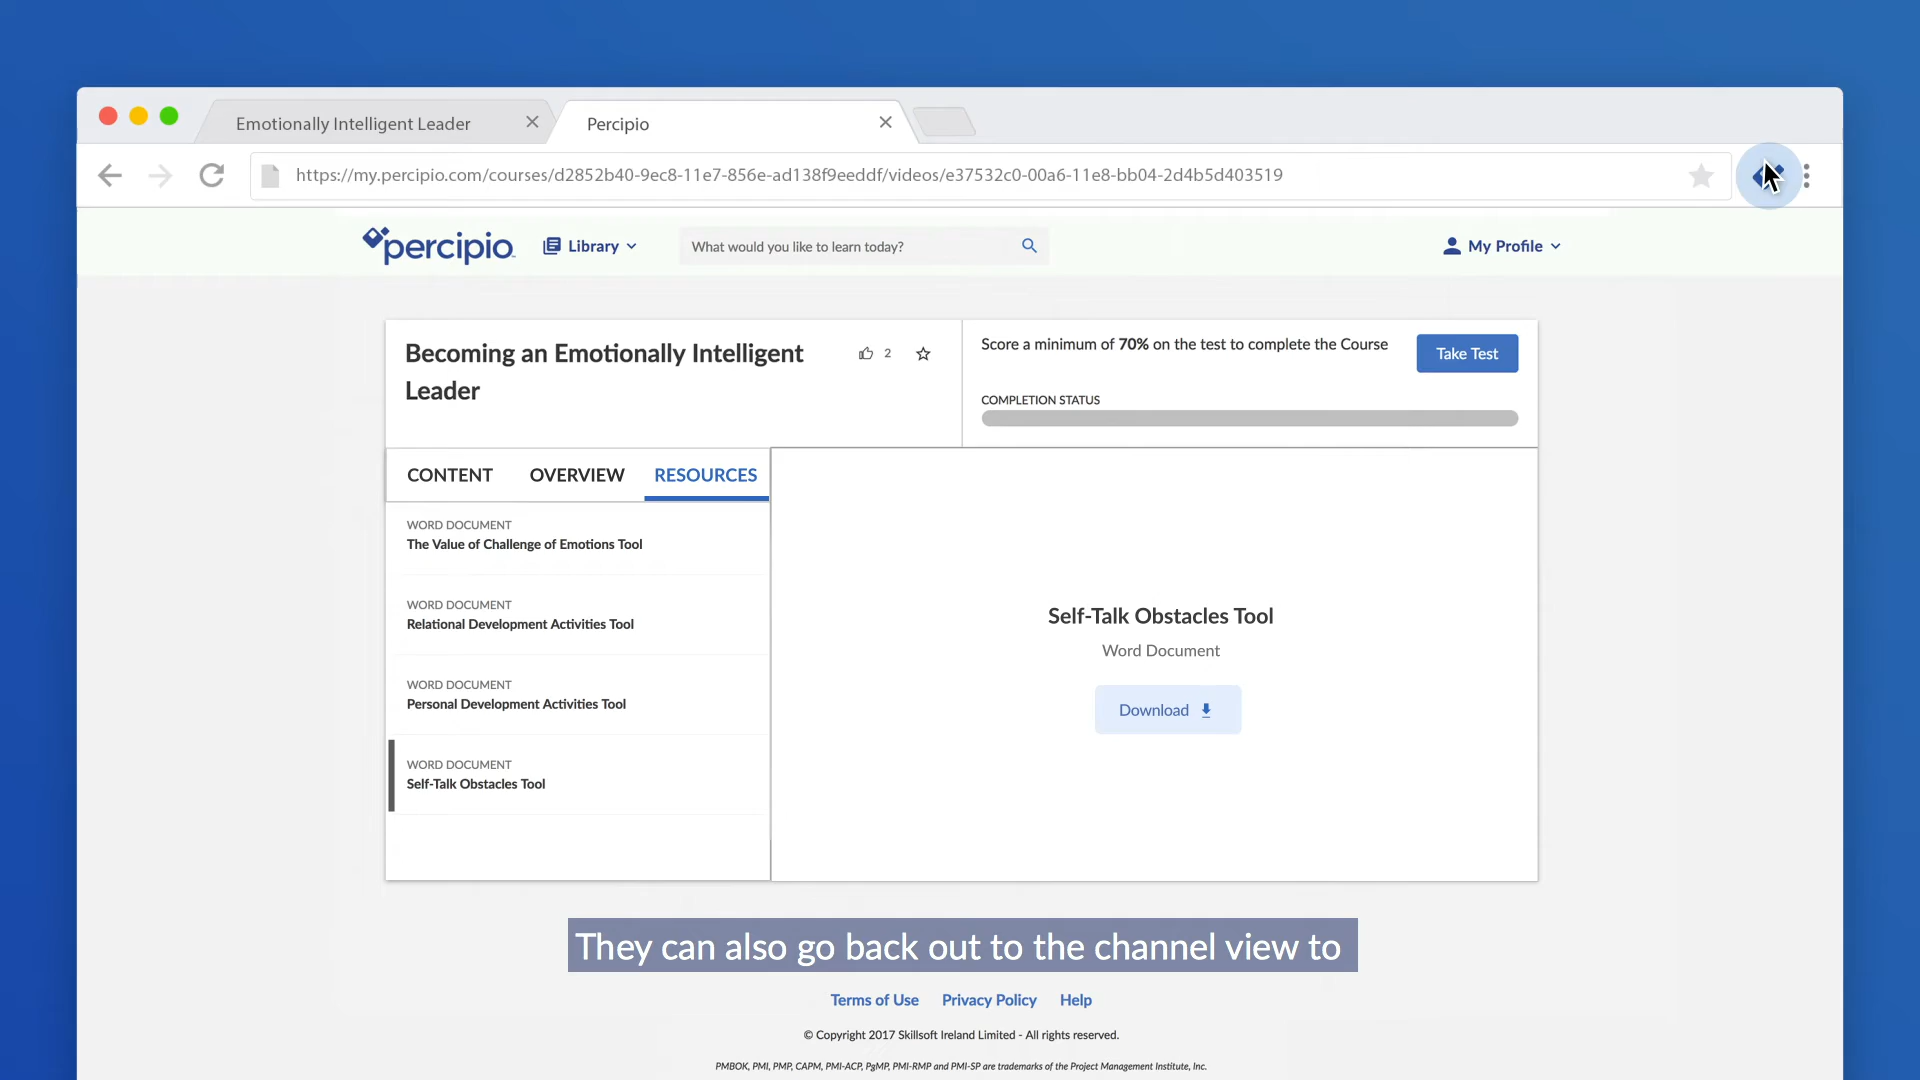 Emotionally Intelligent Leader
Percipio
https://my.percipio.com/courses/d2852b40-9ec8-11e7-856e-ad138f9eeddf/videos/e37532c0-00a6-11e8-bb04-2d4b5d403519
percipio
Library
What would you like to learn today?
My Profile
Becoming an Emotionally Intelligent
Leader
2
Score a minimum of 70% on the test to complete the Course
Take Test
COMPLETION STATUS
CONTENT OVERVIEW RESOURCES
WORD DOCUMENT
The Value of Challenge of Emotions Tool
WORD DOCUMENT
Relational Development Activities Tool
WORD DOCUMENT
Personal Development Activities Tool
WORD DOCUMENT
Self-Talk Obstacles Tool
Self-Talk Obstacles Tool
Word Document
Download
They can also go back out to the channel view to
Terms of Use Privacy Policy Help
© Copyright 2017 Skillsoft Ireland Limited - All rights reserved.
PMBOK, PMI, PMP, CAPM, PMI-ACP, PgMP, PMI-RMP and PMI-SP are trademarks of the Project Management Institute, Inc.